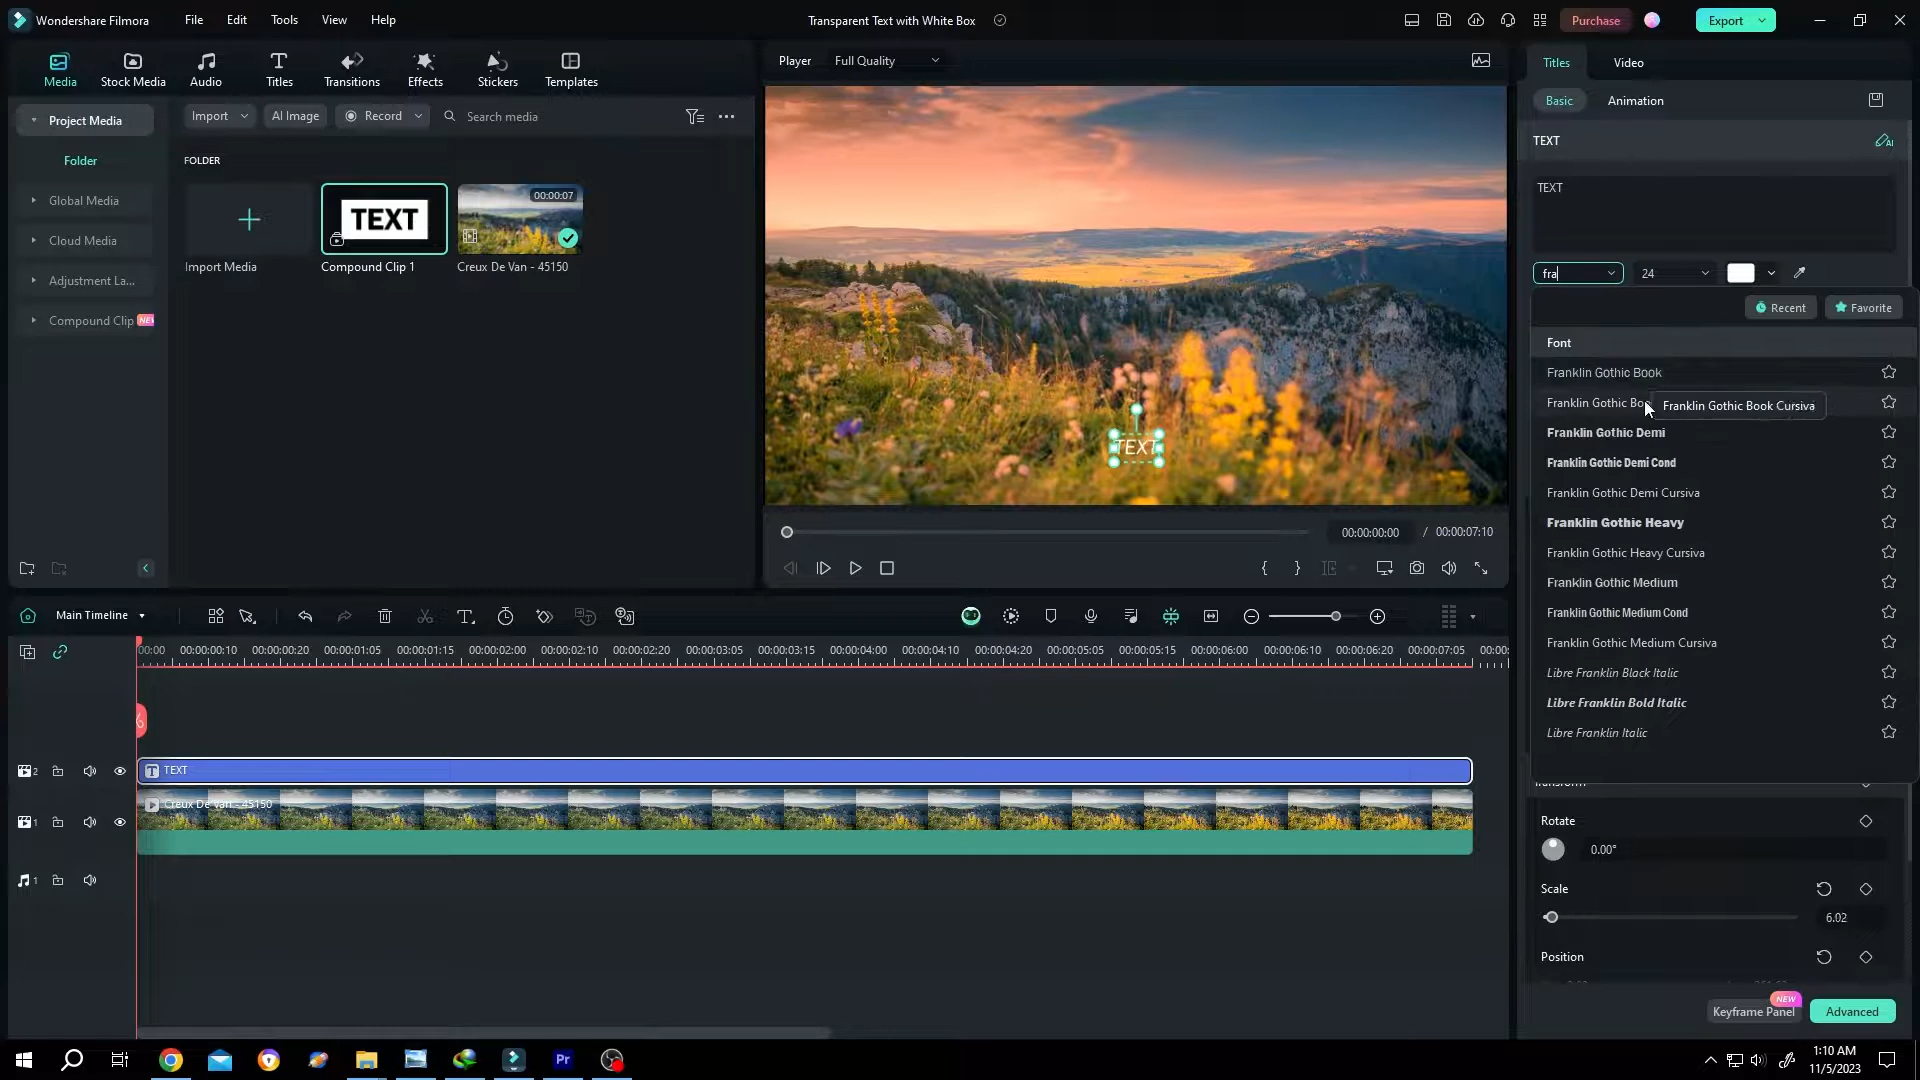 Wondershare Filmora File Edit Tools View Help
Transparent Text with White Box
Purchase Export
Media Stock Media Audio Titles Transitions Effects Stickers Templates
Project Media
Folder
Global Media
Cloud Media
Adjustment La...
Compound Clip NEW
Import AI Image Record Search media
FOLDER
TEXT
00:00:07
Import Media Compound Clip 1 Creux De Van - 45150
Player Full Quality
TEXT
00:00:00:00 / 00:00:07:10
Titles Video
Basic Animation
TEXT
AI
TEXT
fra 24
Recent Favorite
Font
Franklin Gothic Book
Franklin Gothic Boo
Franklin Gothic Book Cursiva
Franklin Gothic Demi
Franklin Gothic Demi Cond
Franklin Gothic Demi Cursiva
Franklin Gothic Heavy
Franklin Gothic Heavy Cursiva
Franklin Gothic Medium
Franklin Gothic Medium Cond
Franklin Gothic Medium Cursiva
Libre Franklin Black Italic
Libre Franklin Bold Italic
Libre Franklin Italic
Rotate
0.00°
Scale
6.02
Position
NEW
Keyframe Panel Advanced
Main Timeline
00:00 00:00:00:10 00:00:00:20 00:00:01:05 00:00:01:15 00:00:02:00 00:00:02:10 00:00:02:20 00:00:03:05 00:00:03:15 00:00:04:00 00:00:04:10 00:00:04:20 00:00:05:05 00:00:05:15 00:00:06:00 00:00:06:10 00:00:06:20 00:00:07:05 00:00:
2 TEXT
1 Creux De Van - 45150
1
Pr
1:10 AM
11/5/2023